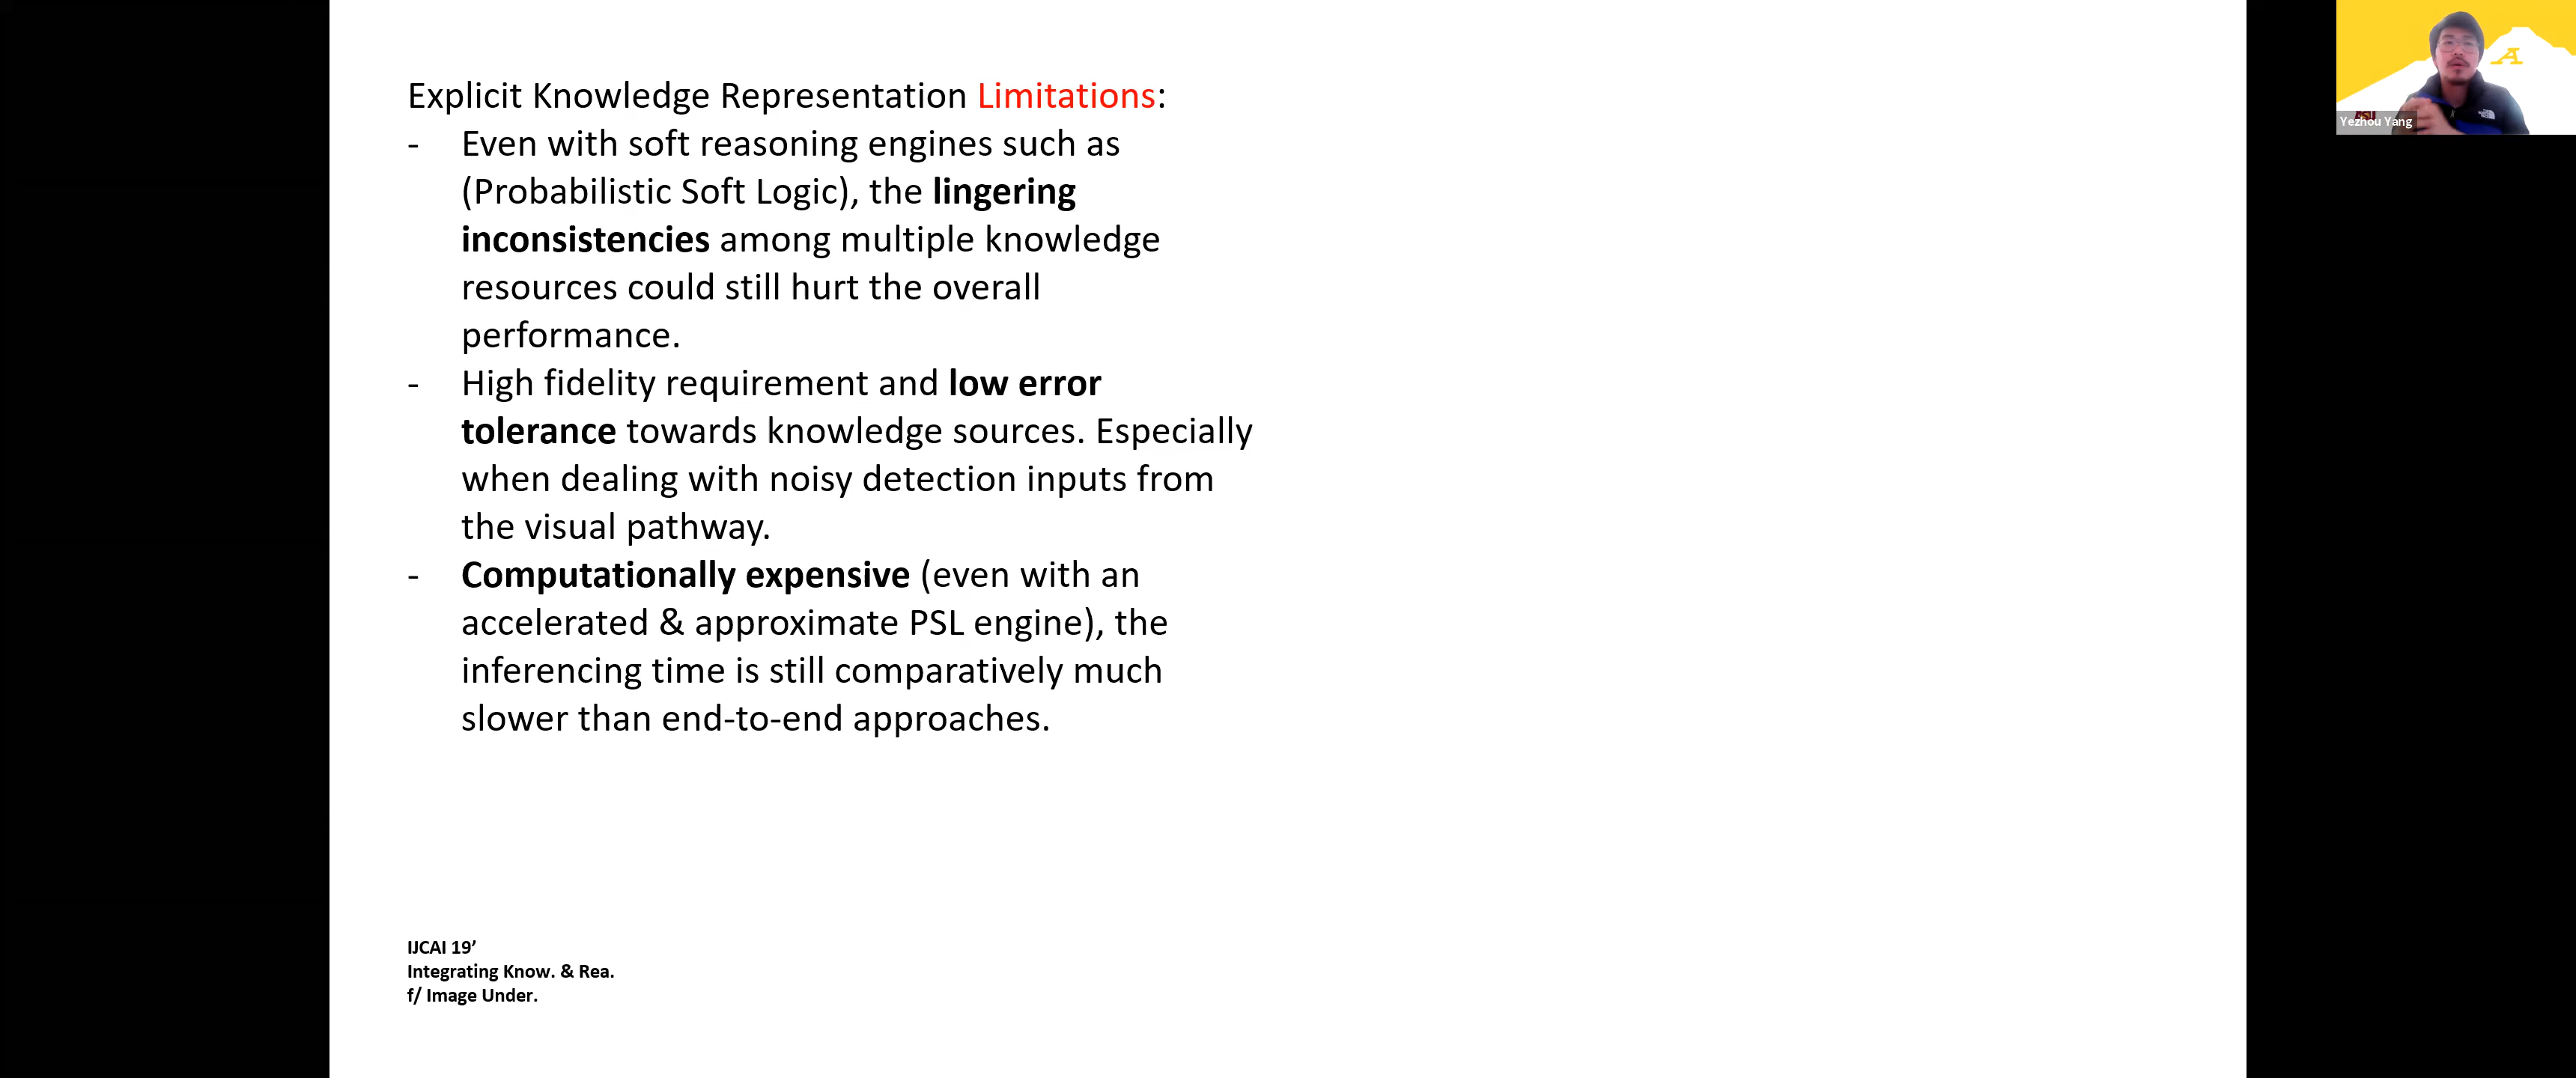 Explicit Knowledge Representation Limitations:
- Even with soft reasoning engines such as
(Probabilistic Soft Logic), the lingering
inconsistencies among multiple knowledge
resources could still hurt the overall
performance.
- High fidelity requirement and low error
tolerance towards knowledge sources. Especially
when dealing with noisy detection inputs from
the visual pathway.
- Computationally expensive (even with an
accelerated & approximate PSL engine), the
inferencing time is still comparatively much
slower than end-to-end approaches.
IJCAI 19’
Integrating Know. & Rea.
f/ Image Under.
A
Yezhou Yang